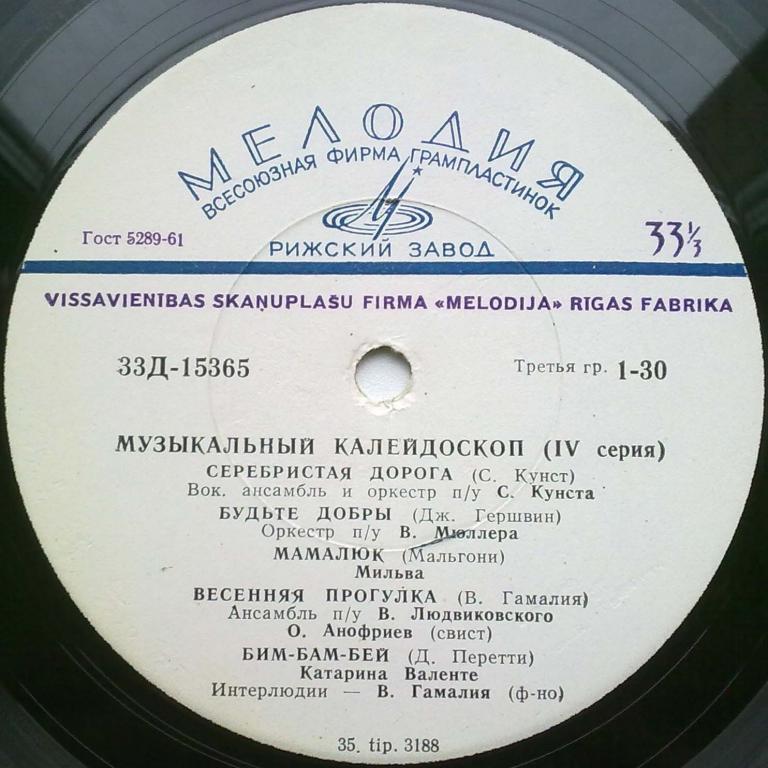 МЕЛОДИЯ
ВСЕСОЮЗНАЯ ФИРМА ГРАМПЛАСТИНОК
РИЖСКИЙ ЗАВОД
Гост 5289-61
33⅓
VISSAVIENĪBAS SKAŅUPLAŠU FIRMA «MELODIJA» RĪGAS FABRIKA
33Д-15365
Третья гр. 1-30
МУЗЫКАЛЬНЫЙ КАЛЕЙДОСКОП (IV серия)
СЕРЕБРИСТАЯ ДОРОГА (С. Кунст)
Вок. ансамбль и оркестр п/у С. Кунста
БУДЬТЕ ДОБРЫ (Дж. Гершвин)
Оркестр п/у В. Мюллера
МАМАЛЮК (Мальгони)
Мильва
ВЕСЕННЯЯ ПРОГУЛКА (В. Гамалия)
Ансамбль п/у В. Людвиковского
О. Анофриев (свист)
БИМ-БАМ-БЕЙ (Д. Перетти)
Катарина Валенте
Интерлюдии — В. Гамалия (ф-но)
35. tip. 3188